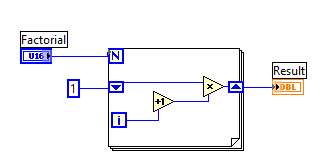 Factorial
U16
N
Result
1
×
DBL
+1
i